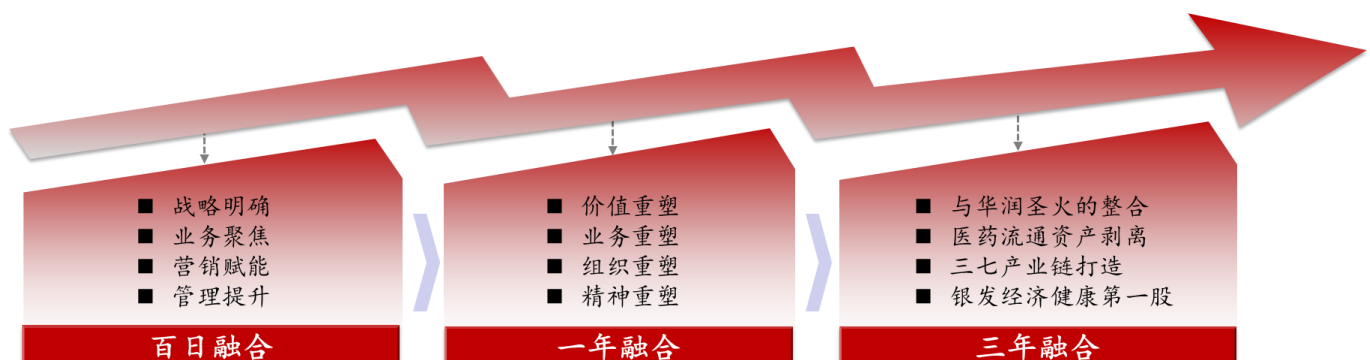 ■ 战略明确
■ 业务聚焦
■ 营销赋能
■ 管理提升
百日融合
■ 价值重塑
■ 业务重塑
■ 组织重塑
■ 精神重塑
一年融合
■ 与华润圣火的整合
■ 医药流通资产剥离
■ 三七产业链打造
■ 银发经济健康第一股
三年融合